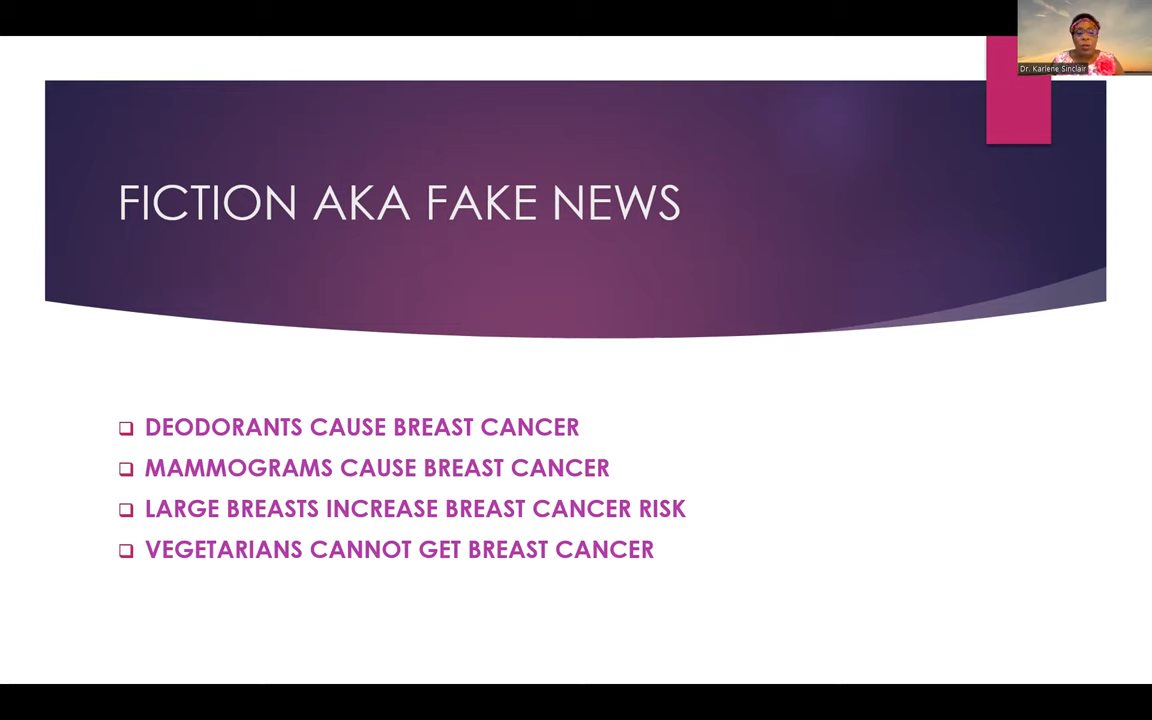 Dr. Karlene Sinclair
FICTION AKA FAKE NEWS
DEODORANTS CAUSE BREAST CANCER
MAMMOGRAMS CAUSE BREAST CANCER
LARGE BREASTS INCREASE BREAST CANCER RISK
VEGETARIANS CANNOT GET BREAST CANCER